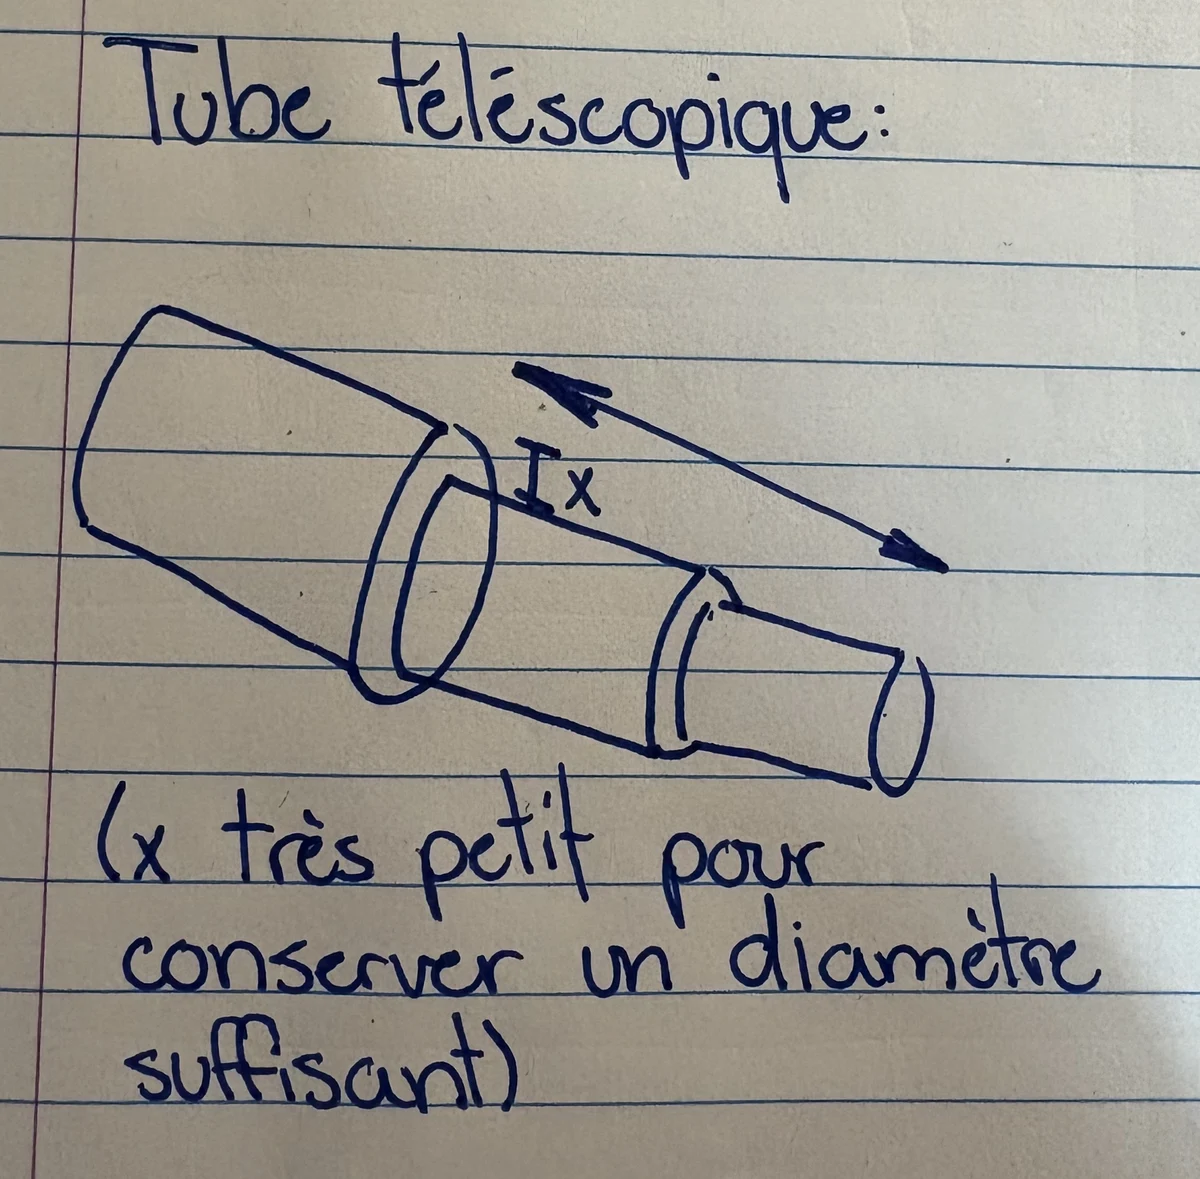 Tube téléscopique:
Ix
(x très petit pour
conserver un diamètre
suffisant)